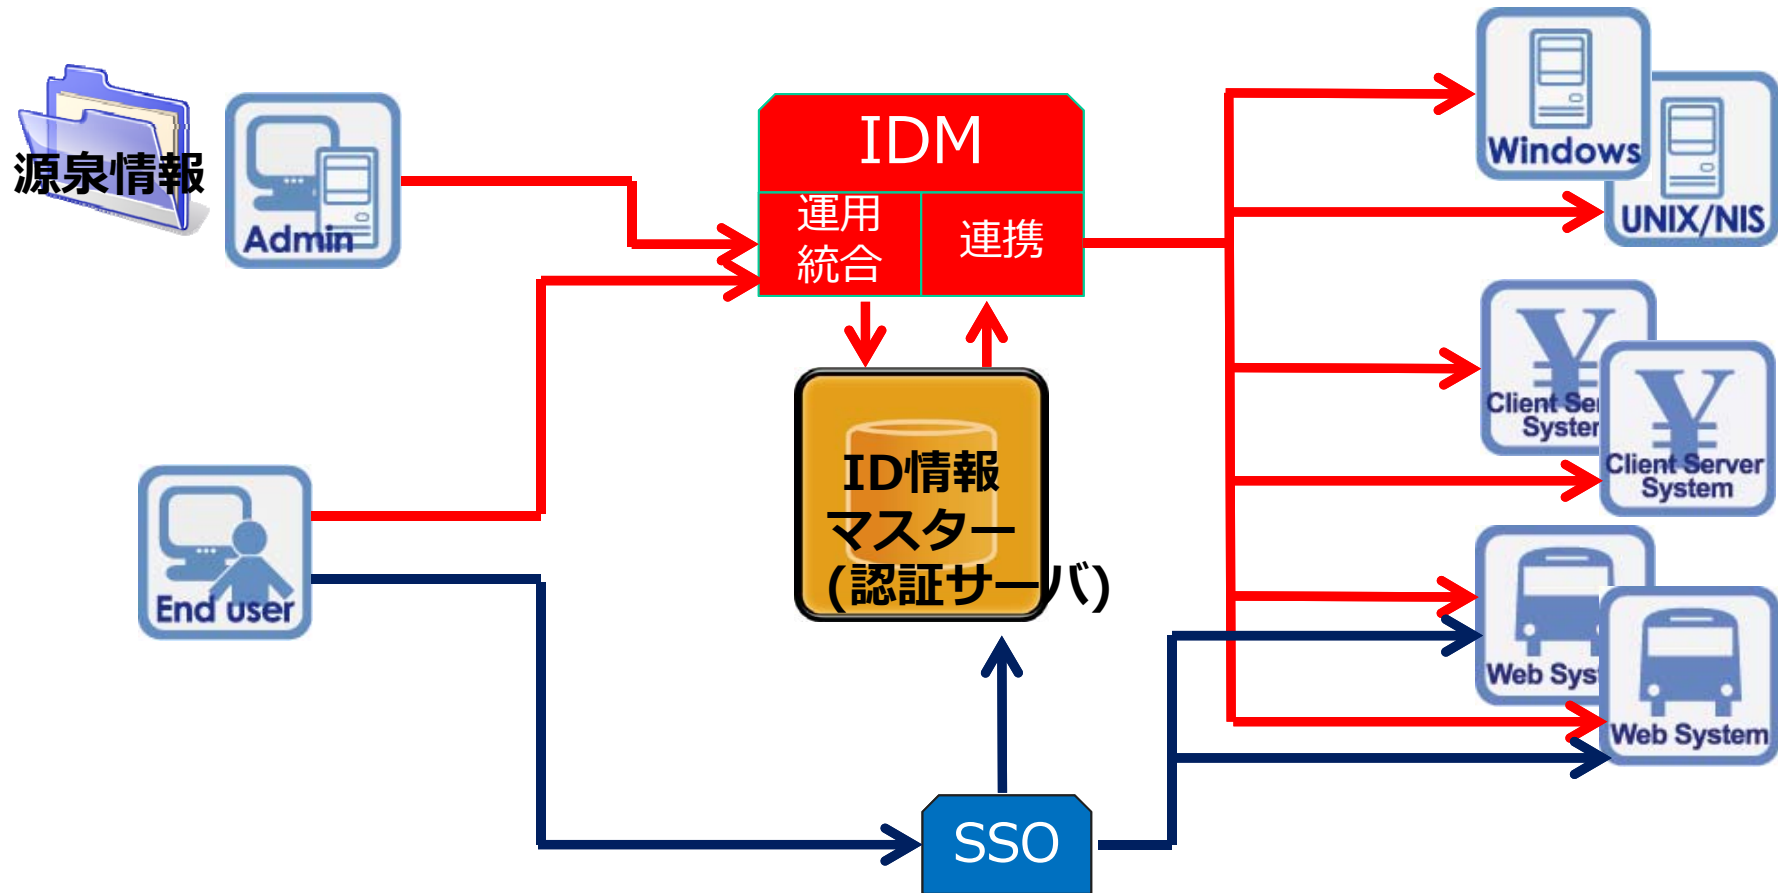 源泉情報
Admin
IDM
運用
統合
連携
Windows
UNIX/NIS
Client Ser
System
Client Server
System
ID情報
マスター
(認証サーバ)
End user
Web Sys
Web System
SSO